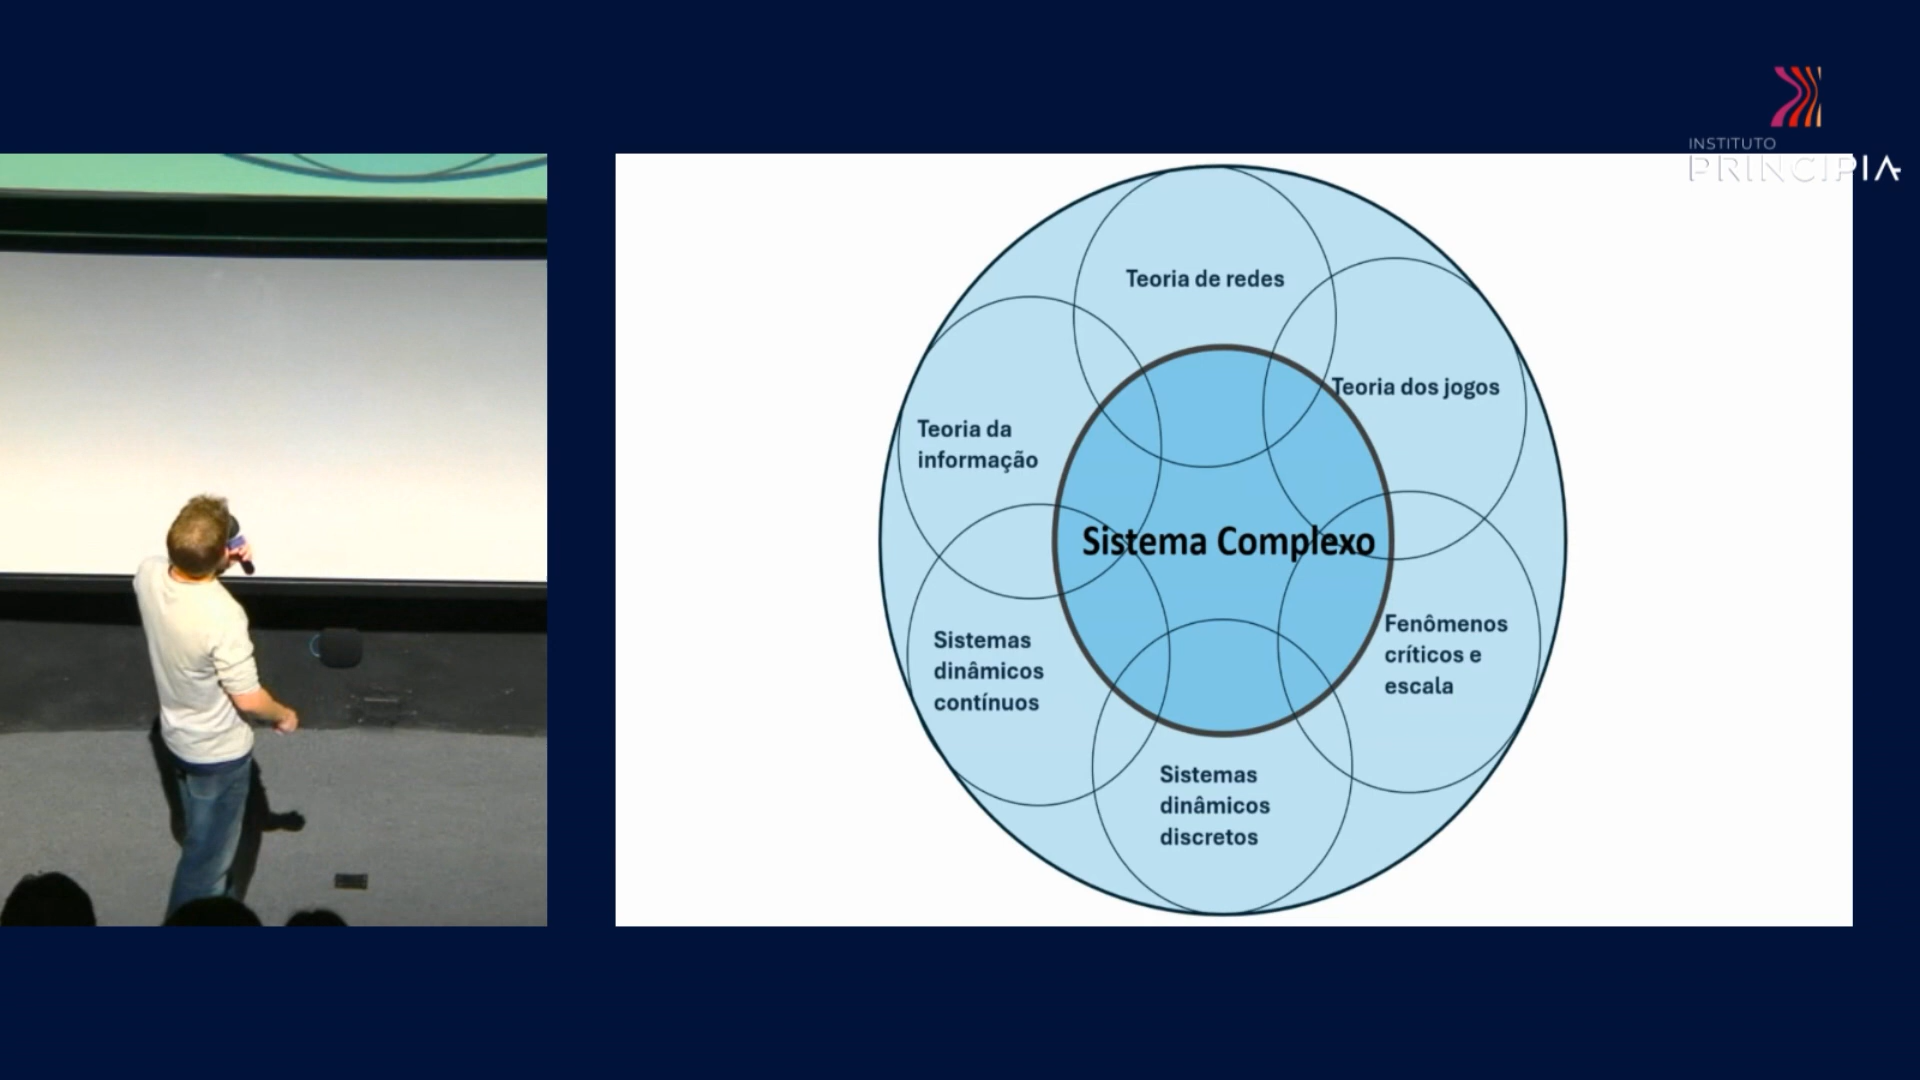 INSTITUTO
PRINCIPIA
Teoria de redes
Teoria dos jogos
Teoria da
informação
Sistema Complexo
Fenômenos
críticos e
escala
Sistemas
dinâmicos
contínuos
Sistemas
dinâmicos
discretos